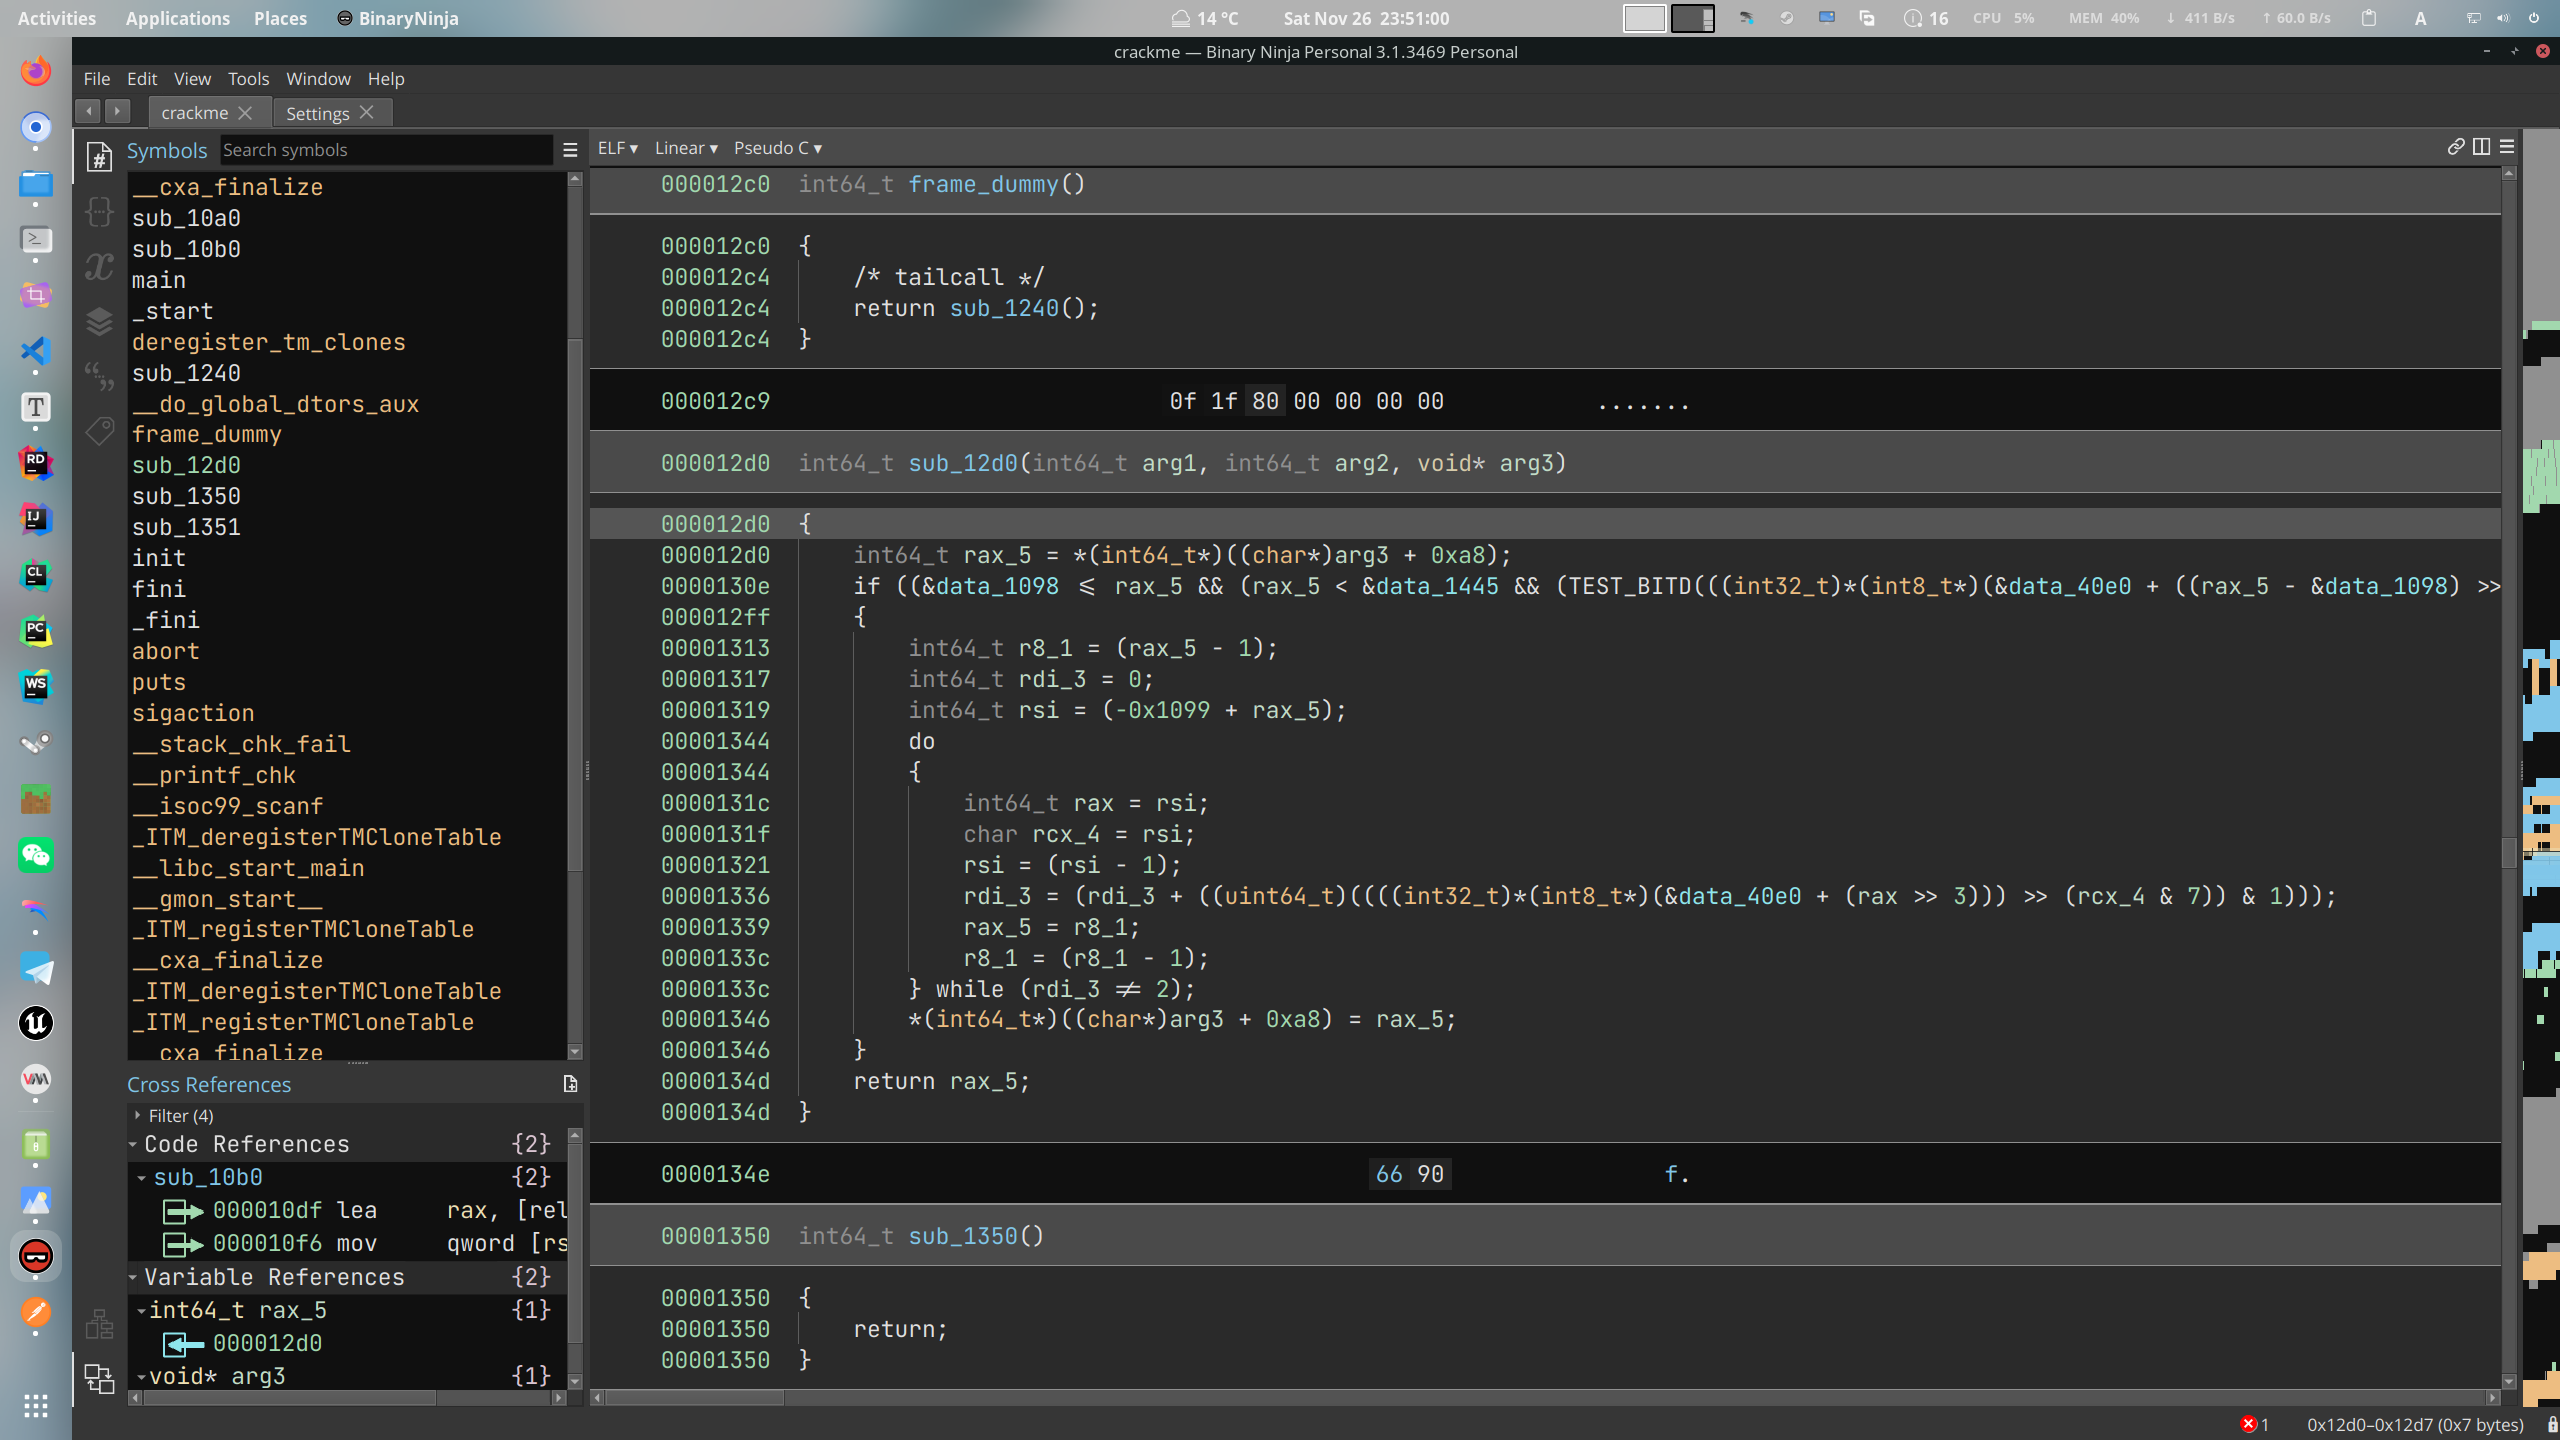 Activities Applications Places BinaryNinja 14 °C Sat Nov 26 23:51:00 16 CPU 5% MEM 40% ↓ 411 B/s ↑ 60.0 B/s A
crackme — Binary Ninja Personal 3.1.3469 Personal
File Edit View Tools Window Help
crackme Settings
Symbols Search symbols
__cxa_finalize
sub_10a0
sub_10b0
main
_start
deregister_tm_clones
sub_1240
__do_global_dtors_aux
frame_dummy
sub_12d0
sub_1350
sub_1351
init
fini
_fini
abort
puts
sigaction
__stack_chk_fail
__printf_chk
__isoc99_scanf
_ITM_deregisterTMCloneTable
__libc_start_main
__gmon_start__
_ITM_registerTMCloneTable
__cxa_finalize
_ITM_deregisterTMCloneTable
_ITM_registerTMCloneTable
__cxa_finalize
Cross References
Filter (4)
Code References {2}
sub_10b0 {2}
000010df lea rax, [rel
000010f6 mov qword [rs
Variable References {2}
int64_t rax_5 {1}
000012d0
void* arg3 {1}
ELF ▾ Linear ▾ Pseudo C ▾
000012c0 int64_t frame_dummy()
000012c0 {
000012c4 /* tailcall */
000012c4 return sub_1240();
000012c4 }
000012c9 0f 1f 80 00 00 00 00 .......
000012d0 int64_t sub_12d0(int64_t arg1, int64_t arg2, void* arg3)
000012d0 {
000012d0 int64_t rax_5 = *(int64_t*)((char*)arg3 + 0xa8);
0000130e if ((&data_1098 <= rax_5 && (rax_5 < &data_1445 && (TEST_BITD(((int32_t)*(int8_t*)(&data_40e0 + ((rax_5 - &data_1098) >>
000012ff {
00001313 int64_t r8_1 = (rax_5 - 1);
00001317 int64_t rdi_3 = 0;
00001319 int64_t rsi = (-0x1099 + rax_5);
00001344 do
00001344 {
0000131c int64_t rax = rsi;
0000131f char rcx_4 = rsi;
00001321 rsi = (rsi - 1);
00001336 rdi_3 = (rdi_3 + ((uint64_t)((((int32_t)*(int8_t*)(&data_40e0 + (rax >> 3))) >> (rcx_4 & 7)) & 1)));
00001339 rax_5 = r8_1;
0000133c r8_1 = (r8_1 - 1);
0000133c } while (rdi_3 != 2);
00001346 *(int64_t*)((char*)arg3 + 0xa8) = rax_5;
00001346 }
0000134d return rax_5;
0000134d }
0000134e 66 90 f.
00001350 int64_t sub_1350()
00001350 {
00001350 return;
00001350 }
1 0x12d0–0x12d7 (0x7 bytes)